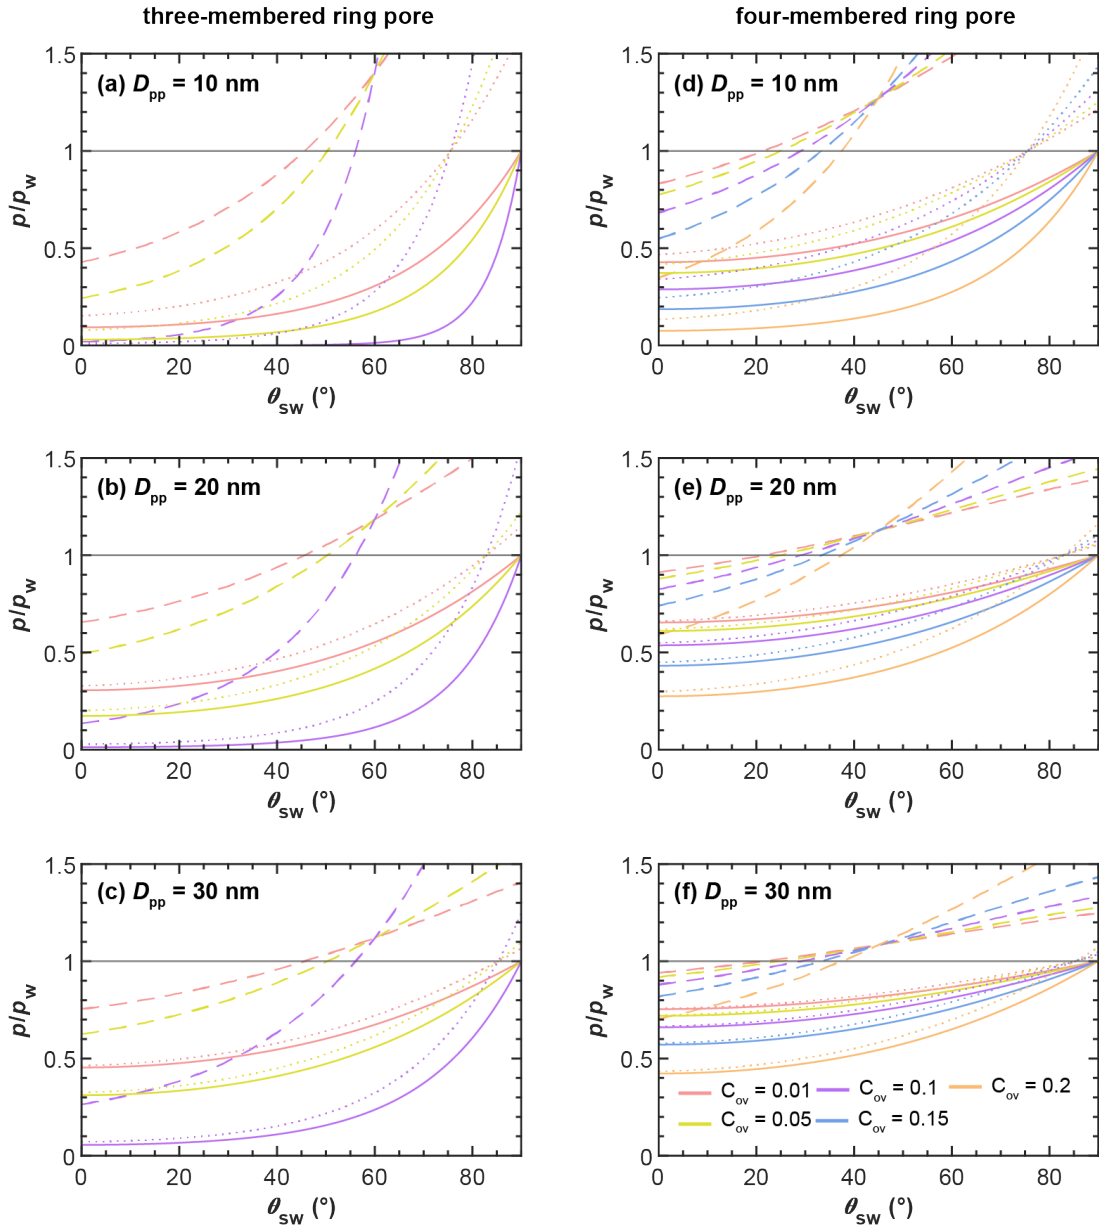 three-membered ring pore
four-membered ring pore
(a) Dpp = 10 nm
1.5
1
0.5
0
p/pw
0 20 40 60 80
θsw (°)
(d) Dpp = 10 nm
1.5
1
0.5
0
p/pw
0 20 40 60 80
θsw (°)
(b) Dpp = 20 nm
1.5
1
0.5
0
p/pw
0 20 40 60 80
θsw (°)
(e) Dpp = 20 nm
1.5
1
0.5
0
p/pw
0 20 40 60 80
θsw (°)
(c) Dpp = 30 nm
1.5
1
0.5
0
p/pw
0 20 40 60 80
θsw (°)
(f) Dpp = 30 nm
1.5
1
0.5
0
p/pw
Cov = 0.01 Cov = 0.1 Cov = 0.2
Cov = 0.05 Cov = 0.15
0 20 40 60 80
θsw (°)